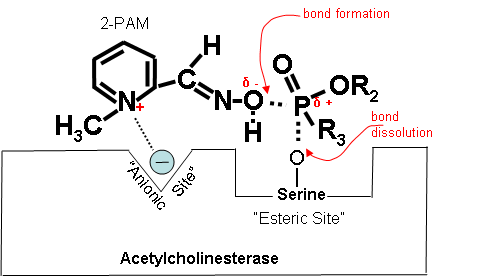 bond formation
2-PAM
H
O
C
N-O
δ -
P
δ +
OR2
R3
H
N
+
H3C
bond
dissolution
O
−
"Anionic Site"
Serine
"Esteric Site"
Acetylcholinesterase